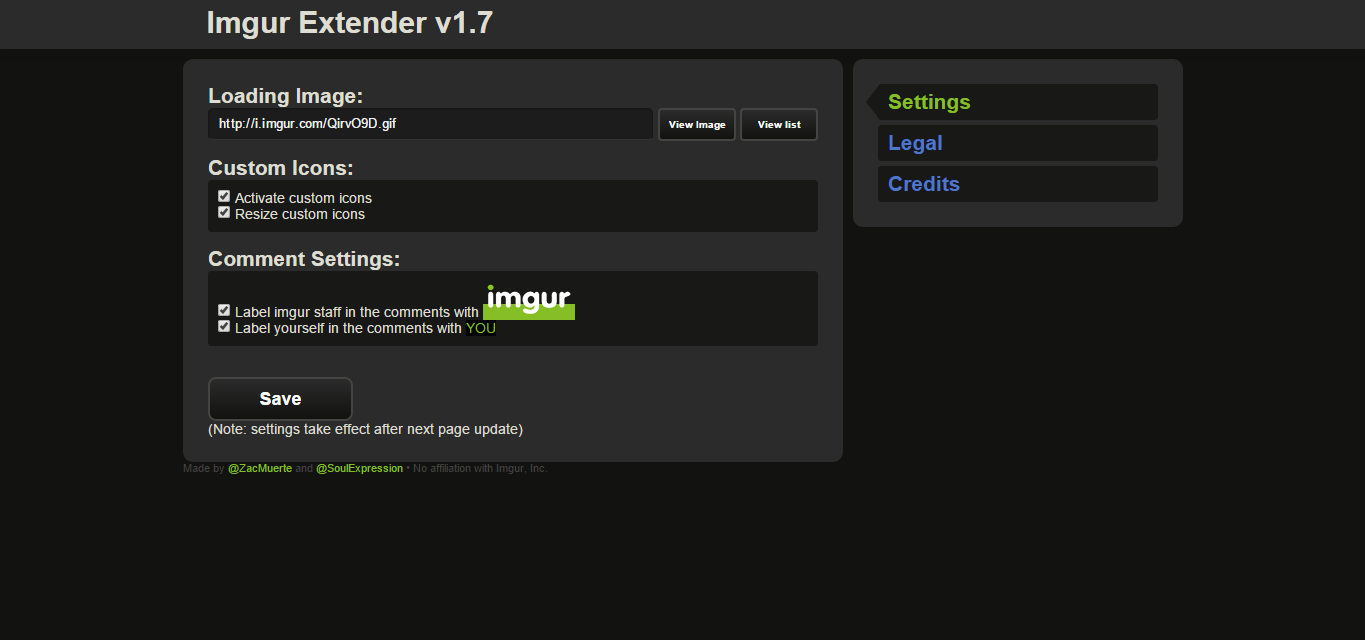 Imgur Extender v1.7
Loading Image:
http://i.imgur.com/QirvO9D.gif View Image View list
Custom Icons:
Activate custom icons
Resize custom icons
Comment Settings:
Label imgur staff in the comments with imgur
Label yourself in the comments with YOU
Save
(Note: settings take effect after next page update)
Made by @ZacMuerte and @SoulExpression • No affiliation with Imgur, Inc.
Settings
Legal
Credits